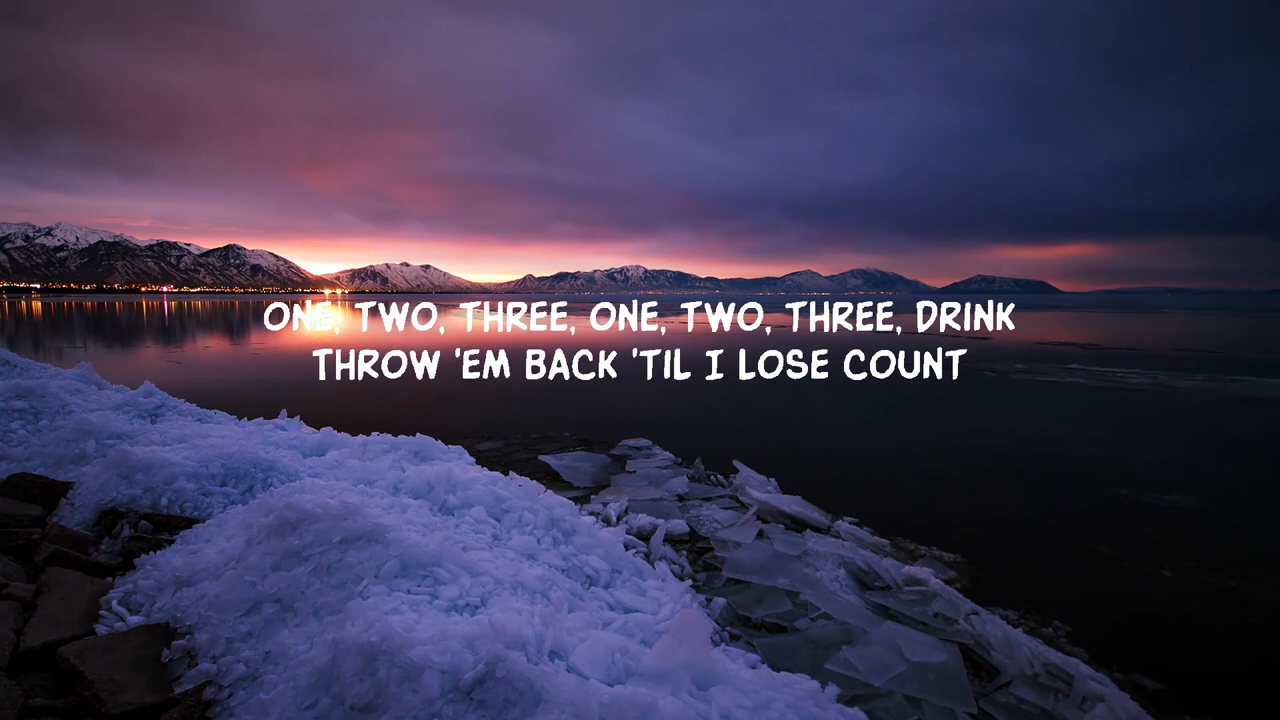 ONE, TWO, THREE, ONE, TWO, THREE, DRINK
THROW 'EM BACK 'TIL I LOSE COUNT